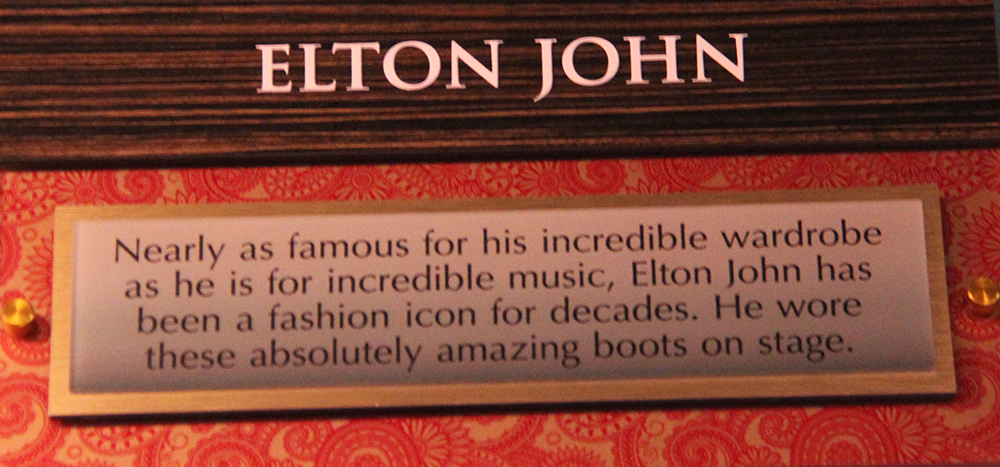 ELTON JOHN
Nearly as famous for his incredible wardrobe
as he is for incredible music, Elton John has
been a fashion icon for decades. He wore
these absolutely amazing boots on stage.